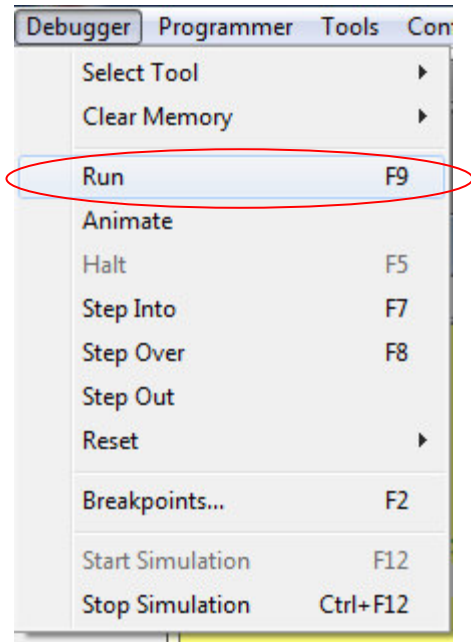 Debugger Programmer Tools
Select Tool
Clear Memory
Run F9
Animate
Halt F5
Step Into F7
Step Over F8
Step Out
Reset
Breakpoints... F2
Start Simulation F12
Stop Simulation Ctrl+F12